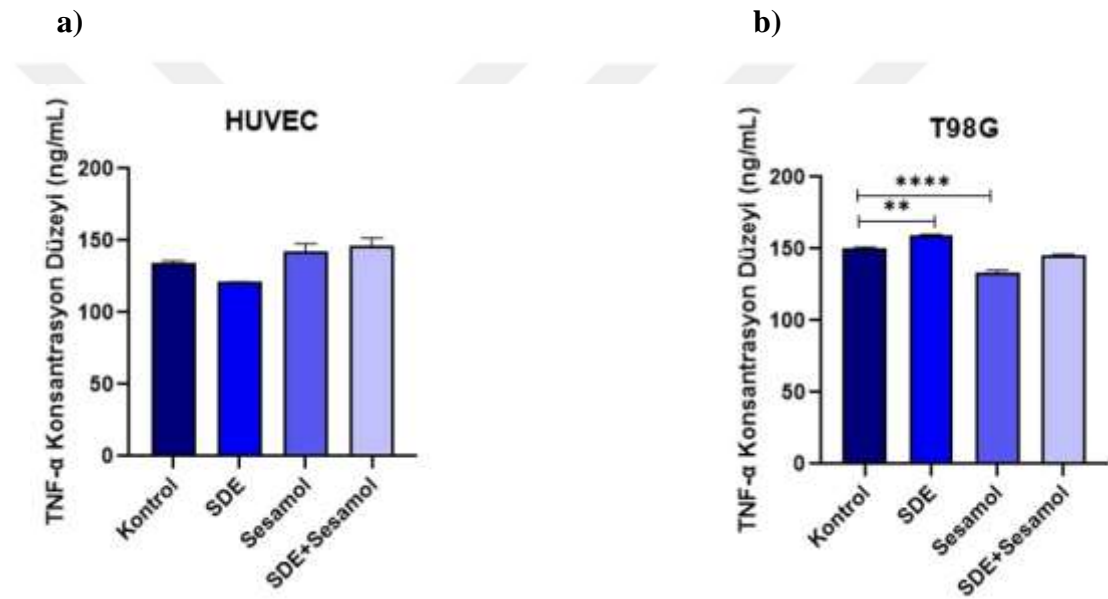 a)
b)
HUVEC
TNF-α Konsantrasyon Düzeyi (ng/mL)
200
150
100
50
0
Kontrol
SDE
Sesamol
SDE+Sesamol
T98G
TNF-α Konsantrasyon Düzeyi (ng/mL)
200
150
100
50
0
****
**
Kontrol
SDE
Sesamol
SDE+Sesamol